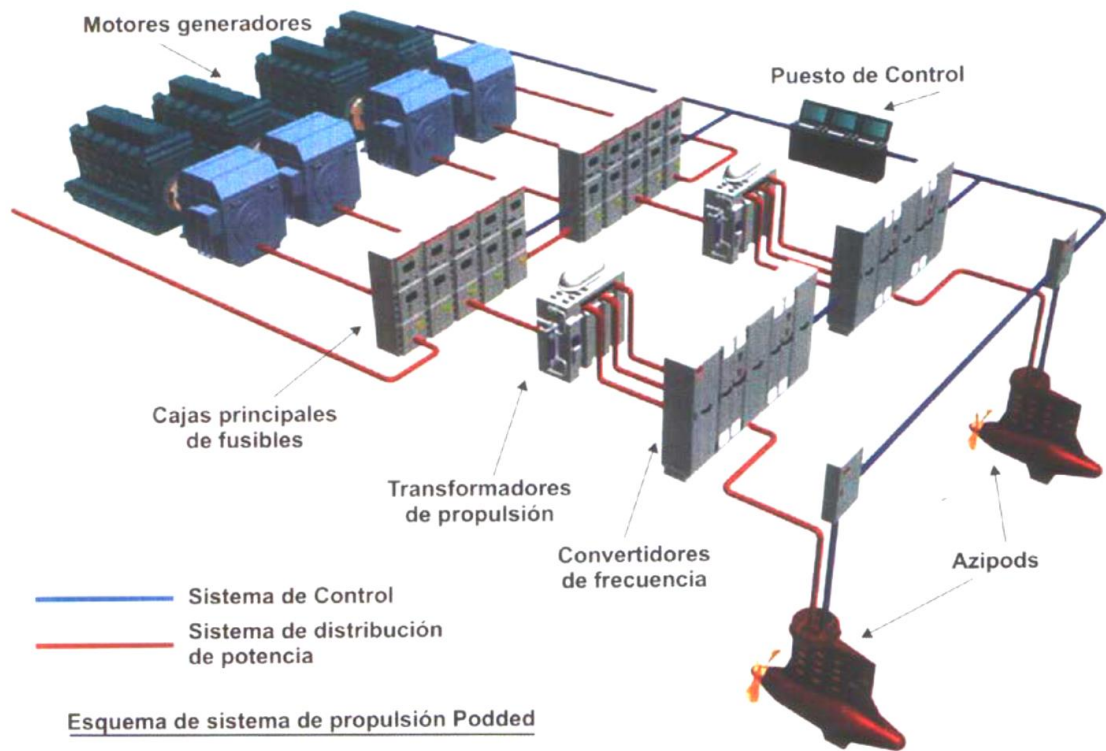 Motores generadores
Puesto de Control
Cajas principales
de fusibles
Transformadores
de propulsión
Convertidores
de frecuencia
Azipods
Sistema de Control
Sistema de distribución
de potencia
Esquema de sistema de propulsión Podded